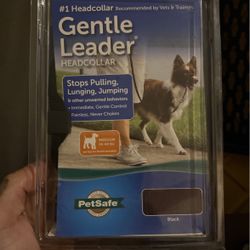 #1 Headcollar Recommended by Vets & Trainers
Gentle
Leader®
HEADCOLLAR
Stops Pulling,
Lunging, Jumping
& other unwanted behaviors
• Immediate, Gentle Control
Painless, Never Chokes
MEDIUM
PetSafe
Black